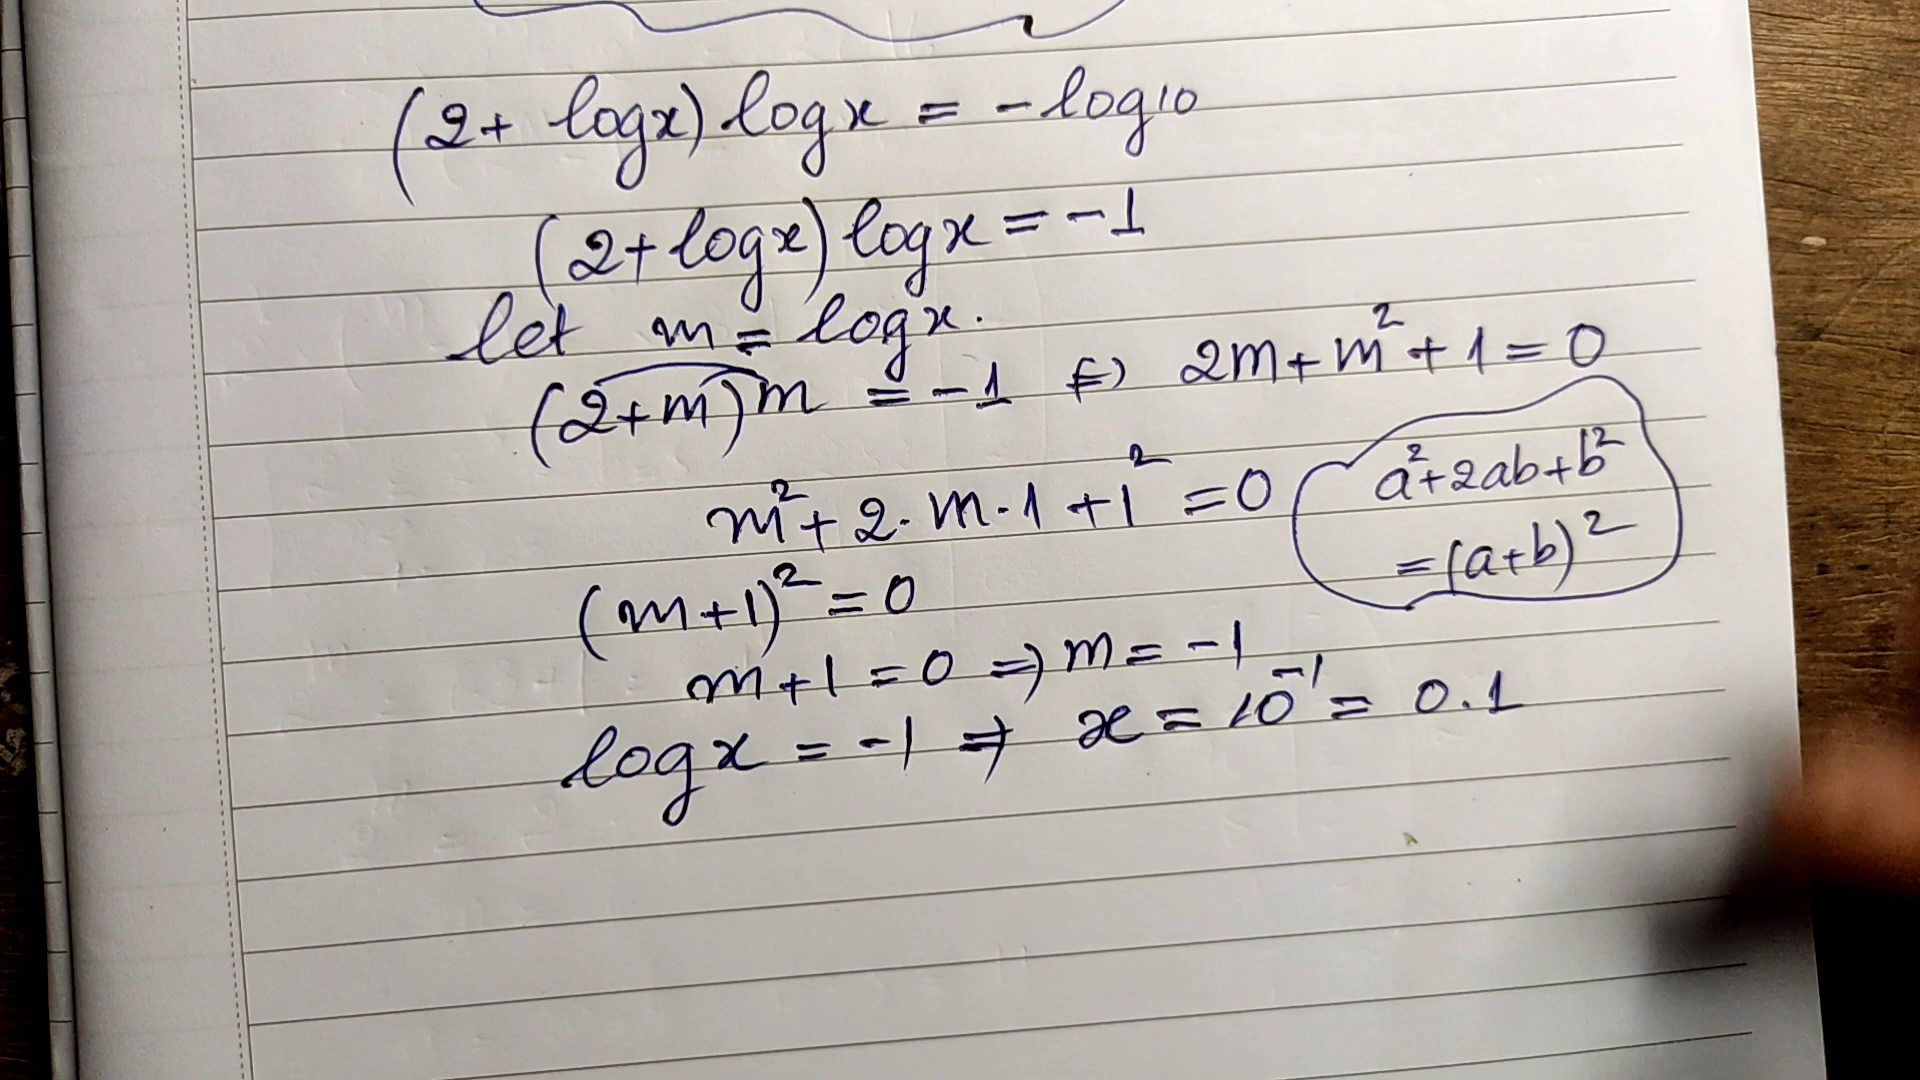 (2+ logx) logx = -log10
(2+logx) logx = -1
let m = logx.
(2+m)m = -1 ⇔ 2m+m²+1=0
m²+2.m.1+1²=0
a²+2ab+b²
=(a+b)²
(m+1)²=0
m+1=0 ⇒ m=-1
logx = -1 ⇒ x = 10⁻¹ = 0.1